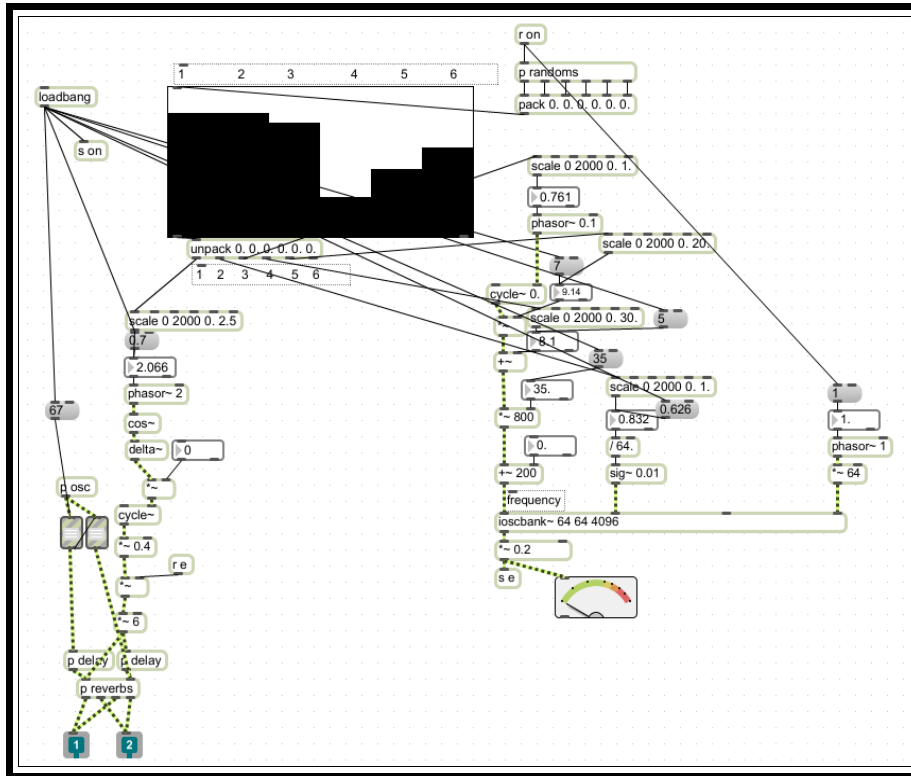 r on
1 2 3 4 5 6
p randoms
loadbang
pack 0. 0. 0. 0. 0. 0.
s on
scale 0 2000 0. 1.
0.761
phasor~ 0.1
unpack 0. 0. 0. 0. 0. 0.
scale 0 2000 0. 20.
1 2 3 4 5 6
7
cycle~ 0.
9.14
scale 0 2000 0. 2.5
*~
scale 0 2000 0. 30.
5
0.7
8.1
2.066
+~
35
phasor~ 2
35.
scale 0 2000 0. 1.
1
67
0.626
cos~
*~ 800
0.832
1.
delta~
0
0.
/ 64.
phasor~ 1
p osc
*~
+~ 200
sig~ 0.01
*~ 64
frequency
cycle~
ioscbank~ 64 64 4096
*~ 0.4
*~ 0.2
r e
*~
s e
*~ 6
p delay
p delay
p reverbs
1
2